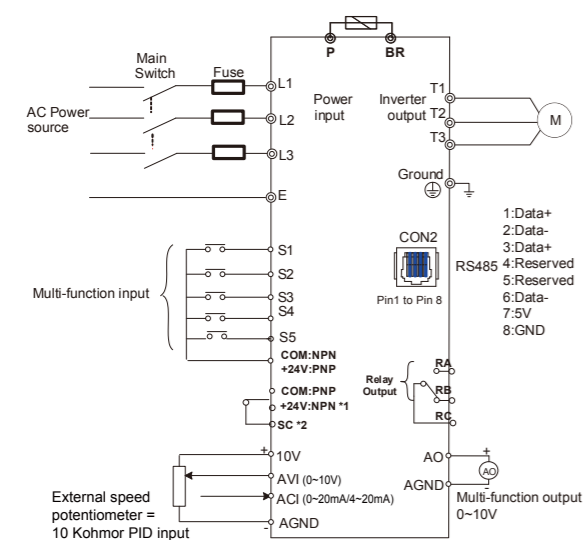 P
BR
Main
Switch
Fuse
L1
L2
L3
AC Power
source
E
Power
input
Inverter
output
T1
T2
T3
M
Ground
CON2
Pin1 to Pin 8
RS485
1:Data+
2:Data-
3:Data+
4:Reserved
5:Reserved
6:Data-
7:5V
8:GND
Multi-function input
S1
S2
S3
S4
S5
COM:NPN
+24V:PNP
COM:PNP
+24V:NPN *1
SC *2
Relay
Output
RA
RB
RC
+
10V
AVI (0~10V)
ACI (0~20mA/4~20mA)
-
AGND
External speed
potentiometer =
10 Kohmor PID input
AO
+
AO
-
AGND
Multi-function output
0~10V